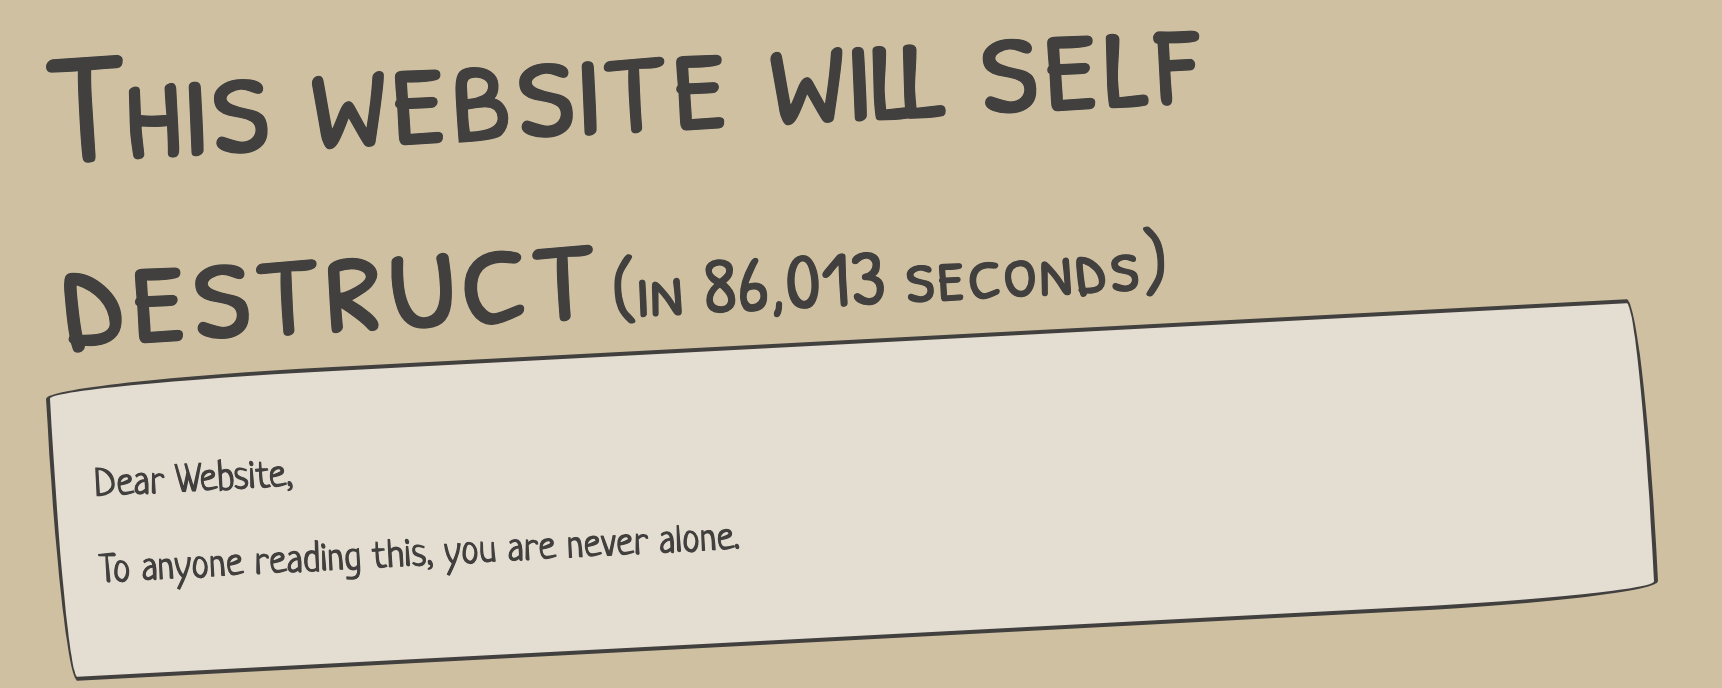 This website will self
destruct (in 86,013 seconds)
Dear Website,
To anyone reading this, you are never alone.